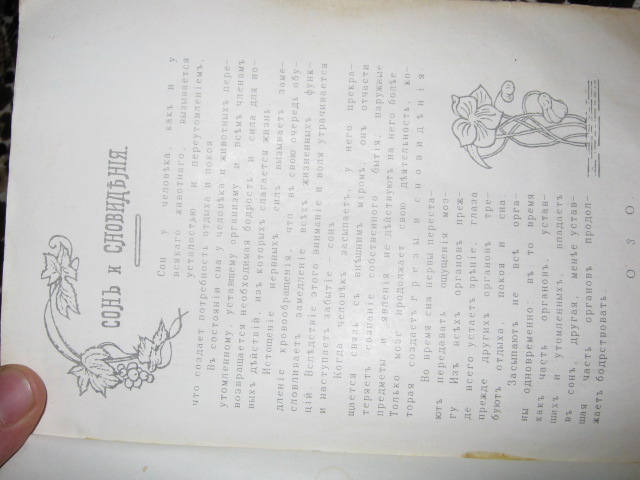 СОНЪ и СНОВИДѢНІЯ.
Сон у человѣка, какъ и у
всякаго животнаго, вызывается
усталостью и переутомленіемъ,
что создаетъ потребность отдыха и покоя.
Въ состояніи сна у человѣка и животныхъ пере-
утомленному, уставшему организму и всѣмъ членамъ
возвращается необходимая бодрость и сила для но-
выхъ дѣйствій, изъ которыхъ слагается жизнь.
Истощеніе нервныхъ силъ вызываетъ заме-
дленіе кровообращенія, что въ свою очередь обу-
словливаетъ замедленіе всѣхъ жизненныхъ функ-
цій. Вслѣдствіе этого вниманіе и воля утрачивается
и наступаетъ забытіе — сонъ.
Когда человѣкъ засыпаетъ, у него прекра-
щается связь съ внѣшнимъ міромъ, онъ отчасти
теряетъ сознаніе собственнаго бытія, наружные
предметы и явленія не дѣйствуютъ на него болѣе
Только мозгъ продолжаетъ свою дѣятельность, ко-
торая создаетъ грезы и сновидѣнія.
Во время сна нервы переста-
ютъ передавать ощущенія моз-
гу. Изъ всѣхъ органовъ преж-
де всего устаетъ зрѣніе; глаза
прежде другихъ органовъ тре-
буютъ отдыха, покоя и сна.
Засыпаютъ не всѣ орга-
ны одновременно: въ то время
какъ часть органовъ, устав-
шихъ и утомленныхъ, впадаетъ
въ сонъ, другая, менѣе устав-
шая часть органовъ продол-
жаетъ бодрствовать.
О З О